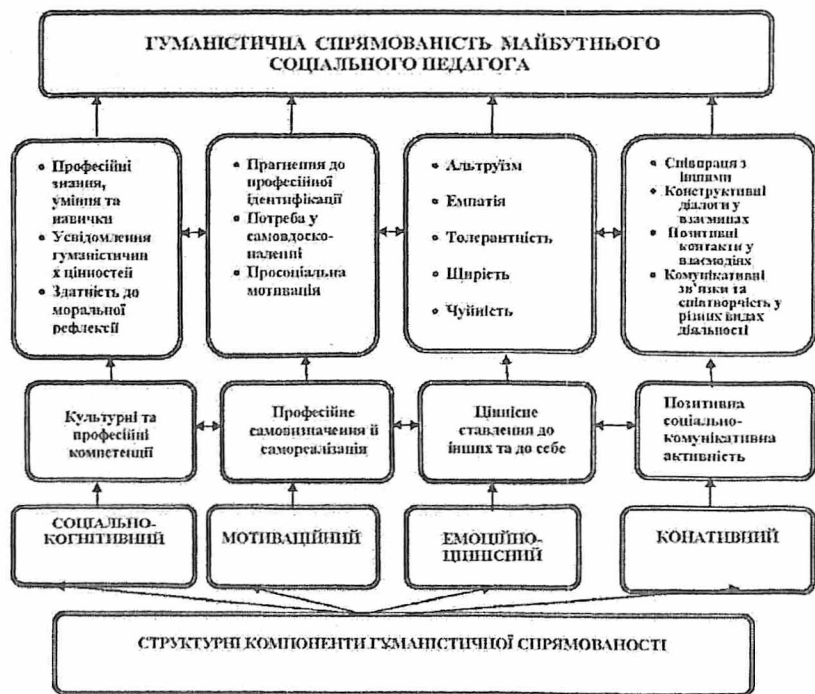 ГУМАНІСТИЧНА СПРЯМОВАНІСТЬ МАЙБУТНЬОГО
СОЦІАЛЬНОГО ПЕДАГОГА
• Професійні
знання,
уміння та
навички
• Усвідомлення
гуманістични
х цінностей
• Здатність до
моральної
рефлексії
• Прагнення до
професійної
ідентифікації
• Потреба у
самовдоско-
наленні
• Просоціальна
мотивація
• Альтруїзм
• Емпатія
• Толерантність
• Щирість
• Чуйність
• Співпраця з
іншими
• Конструктивні
діалоги у
взаєминах
• Позитивні
контакти у
взаємодіях
• Комунікативні
зв'язки та
співтворчість у
різних видах
діяльності
Культурні та
професійні
компетенції
Професійне
самовизначення й
самореалізація
Ціннісне
ставлення до
інших та до себе
Позитивна
соціально-
комунікативна
активність
СОЦІАЛЬНО-
КОГНІТИВНИЙ
МОТИВАЦІЙНИЙ
ЕМОЦІЙНО-
ЦІННІСНИЙ
КОНАТИВНИЙ
СТРУКТУРНІ КОМПОНЕНТИ ГУМАНІСТИЧНОЇ СПРЯМОВАНОСТІ